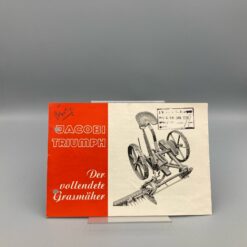 JACOBI
TRIUMPH
Der
vollendete
Grasmäher